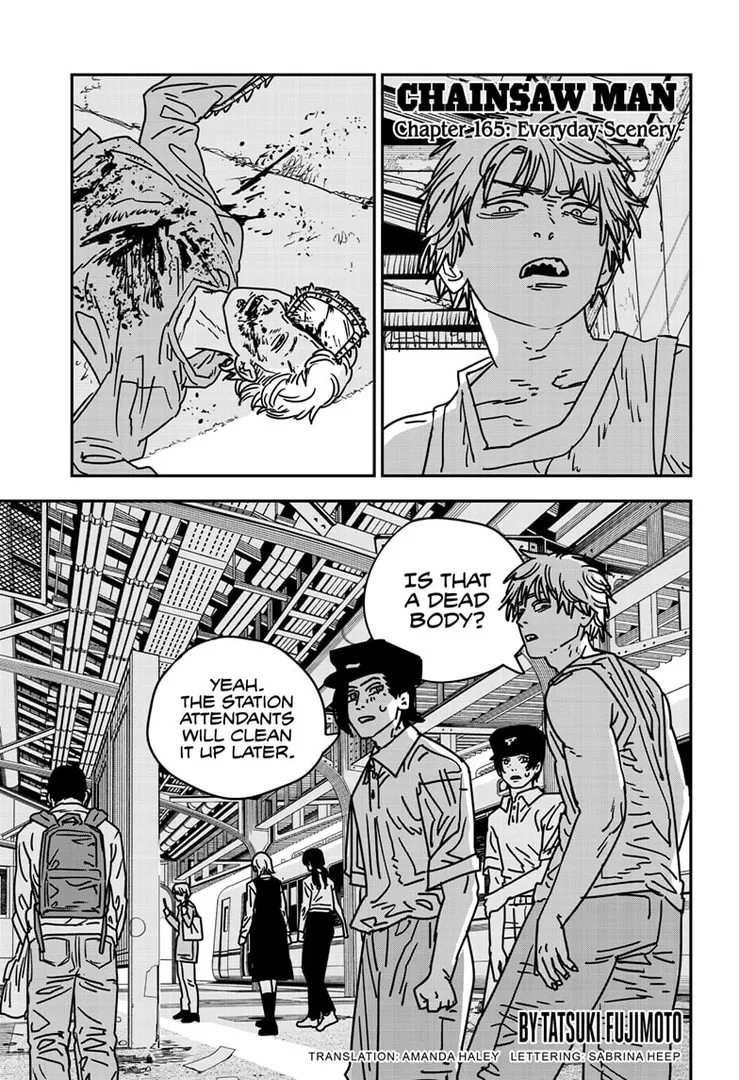 CHAINSAW MAN
Chapter 165: Everyday Scenery
IS THAT
A DEAD
BODY?
YEAH.
THE STATION
ATTENDANTS
WILL CLEAN
IT UP LATER.
BY TATSUKI FUJIMOTO
TRANSLATION: AMANDA HALEY LETTERING: SABRINA HEEP